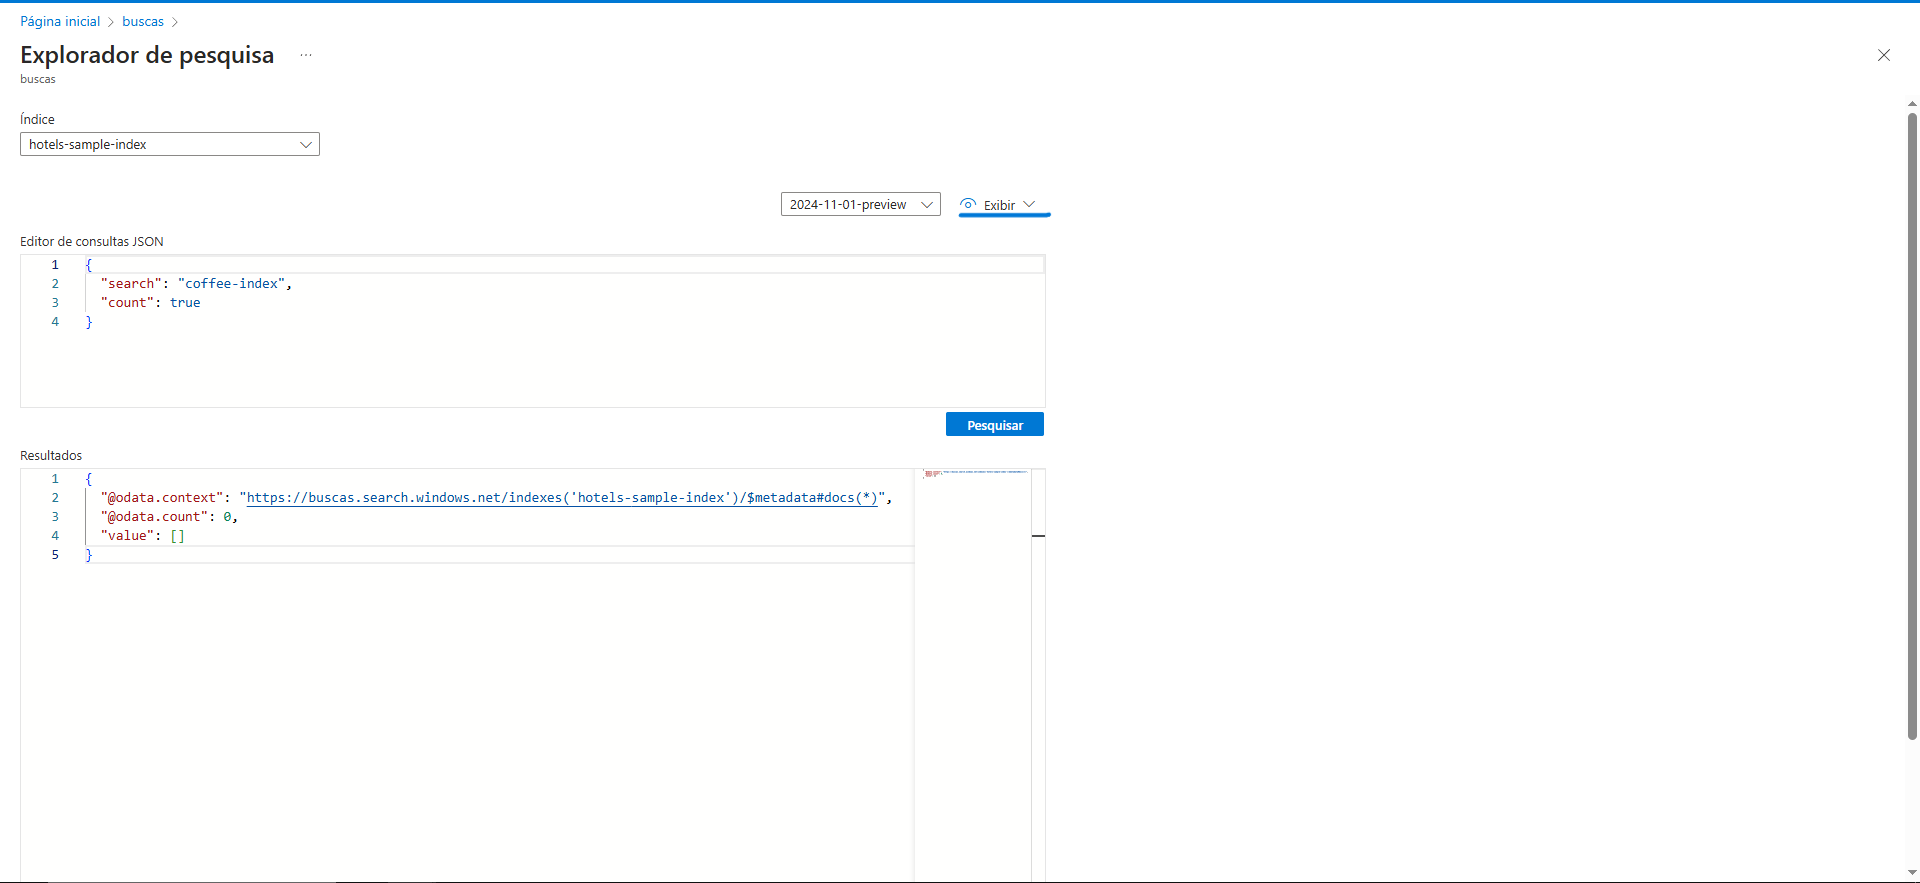 Página inicial > buscas >
Explorador de pesquisa ...
buscas
Índice
hotels-sample-index
2024-11-01-preview Exibir
Editor de consultas JSON
1 {
2 "search": "coffee-index",
3 "count": true
4 }
Pesquisar
Resultados
1 {
2 "@odata.context": "https://buscas.search.windows.net/indexes('hotels-sample-index')/$metadata#docs(*)",
3 "@odata.count": 0,
4 "value": []
5 }